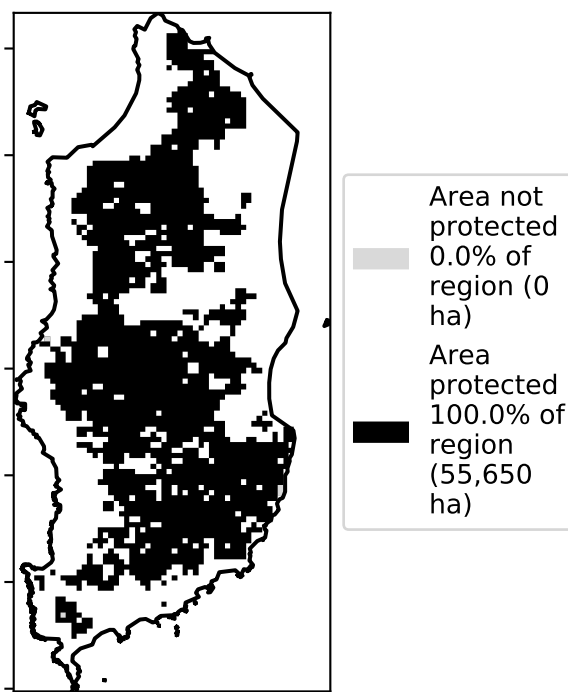 Area not
protected
0.0% of
region (0
ha)
Area
protected
100.0% of
region
(55,650
ha)